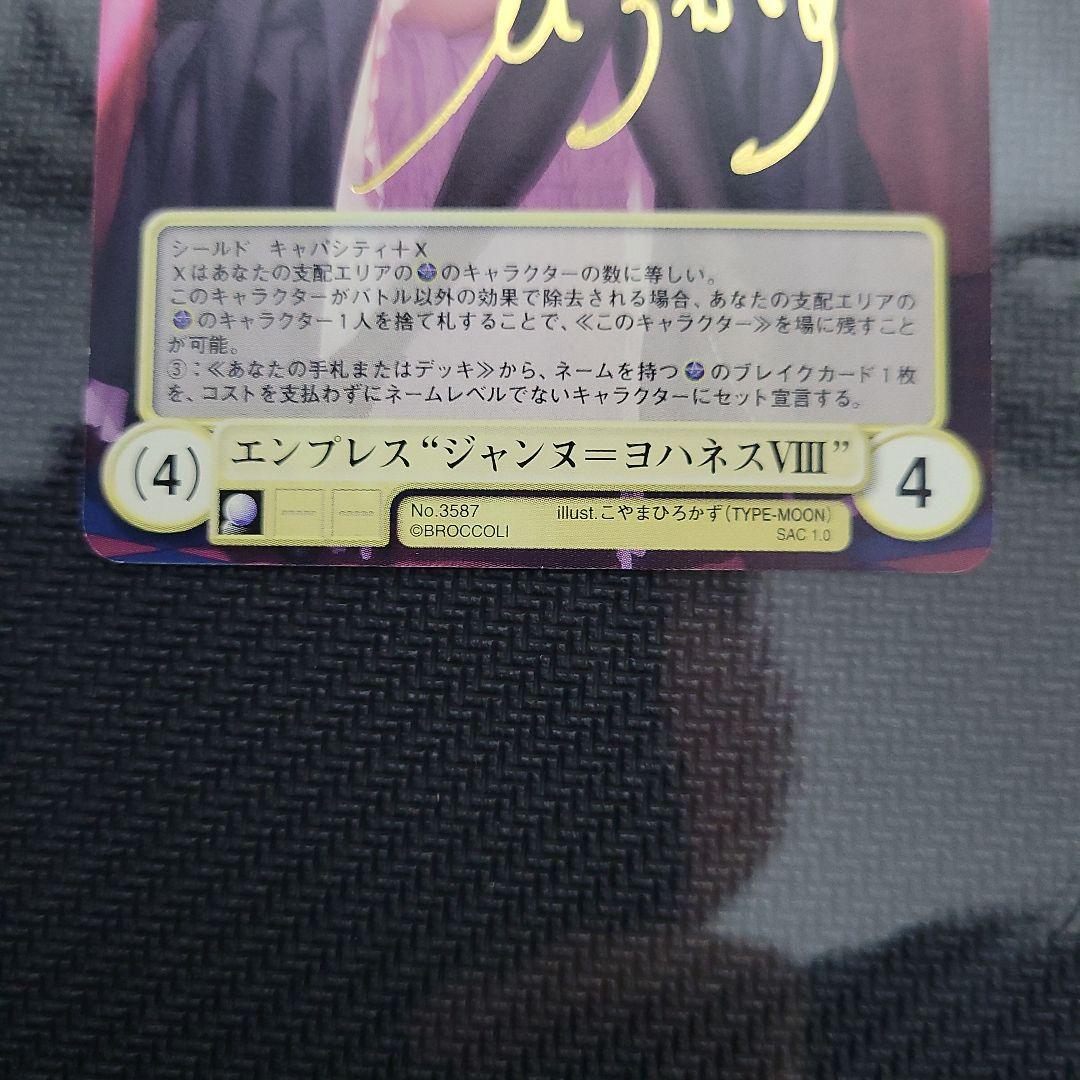 シールド キャパシティ＋X
Xはあなたの支配エリアのキャラクターの数に等しい。
このキャラクターがバトル以外の効果で除去される場合、あなたの支配エリアの
のキャラクター1人を捨て札することで、≪このキャラクター≫を場に残すこと
が可能。
③：≪あなたの手札またはデッキ≫から、ネームを持つのブレイクカード1枚
を、コストを支払わずにネームレベルでないキャラクターにセット宣言する。
(4) エンプレス“ジャンヌ＝ヨハネスⅧ” 4
No.3587 illust.こやまひろかず(TYPE-MOON)
©BROCCOLI SAC 1.0